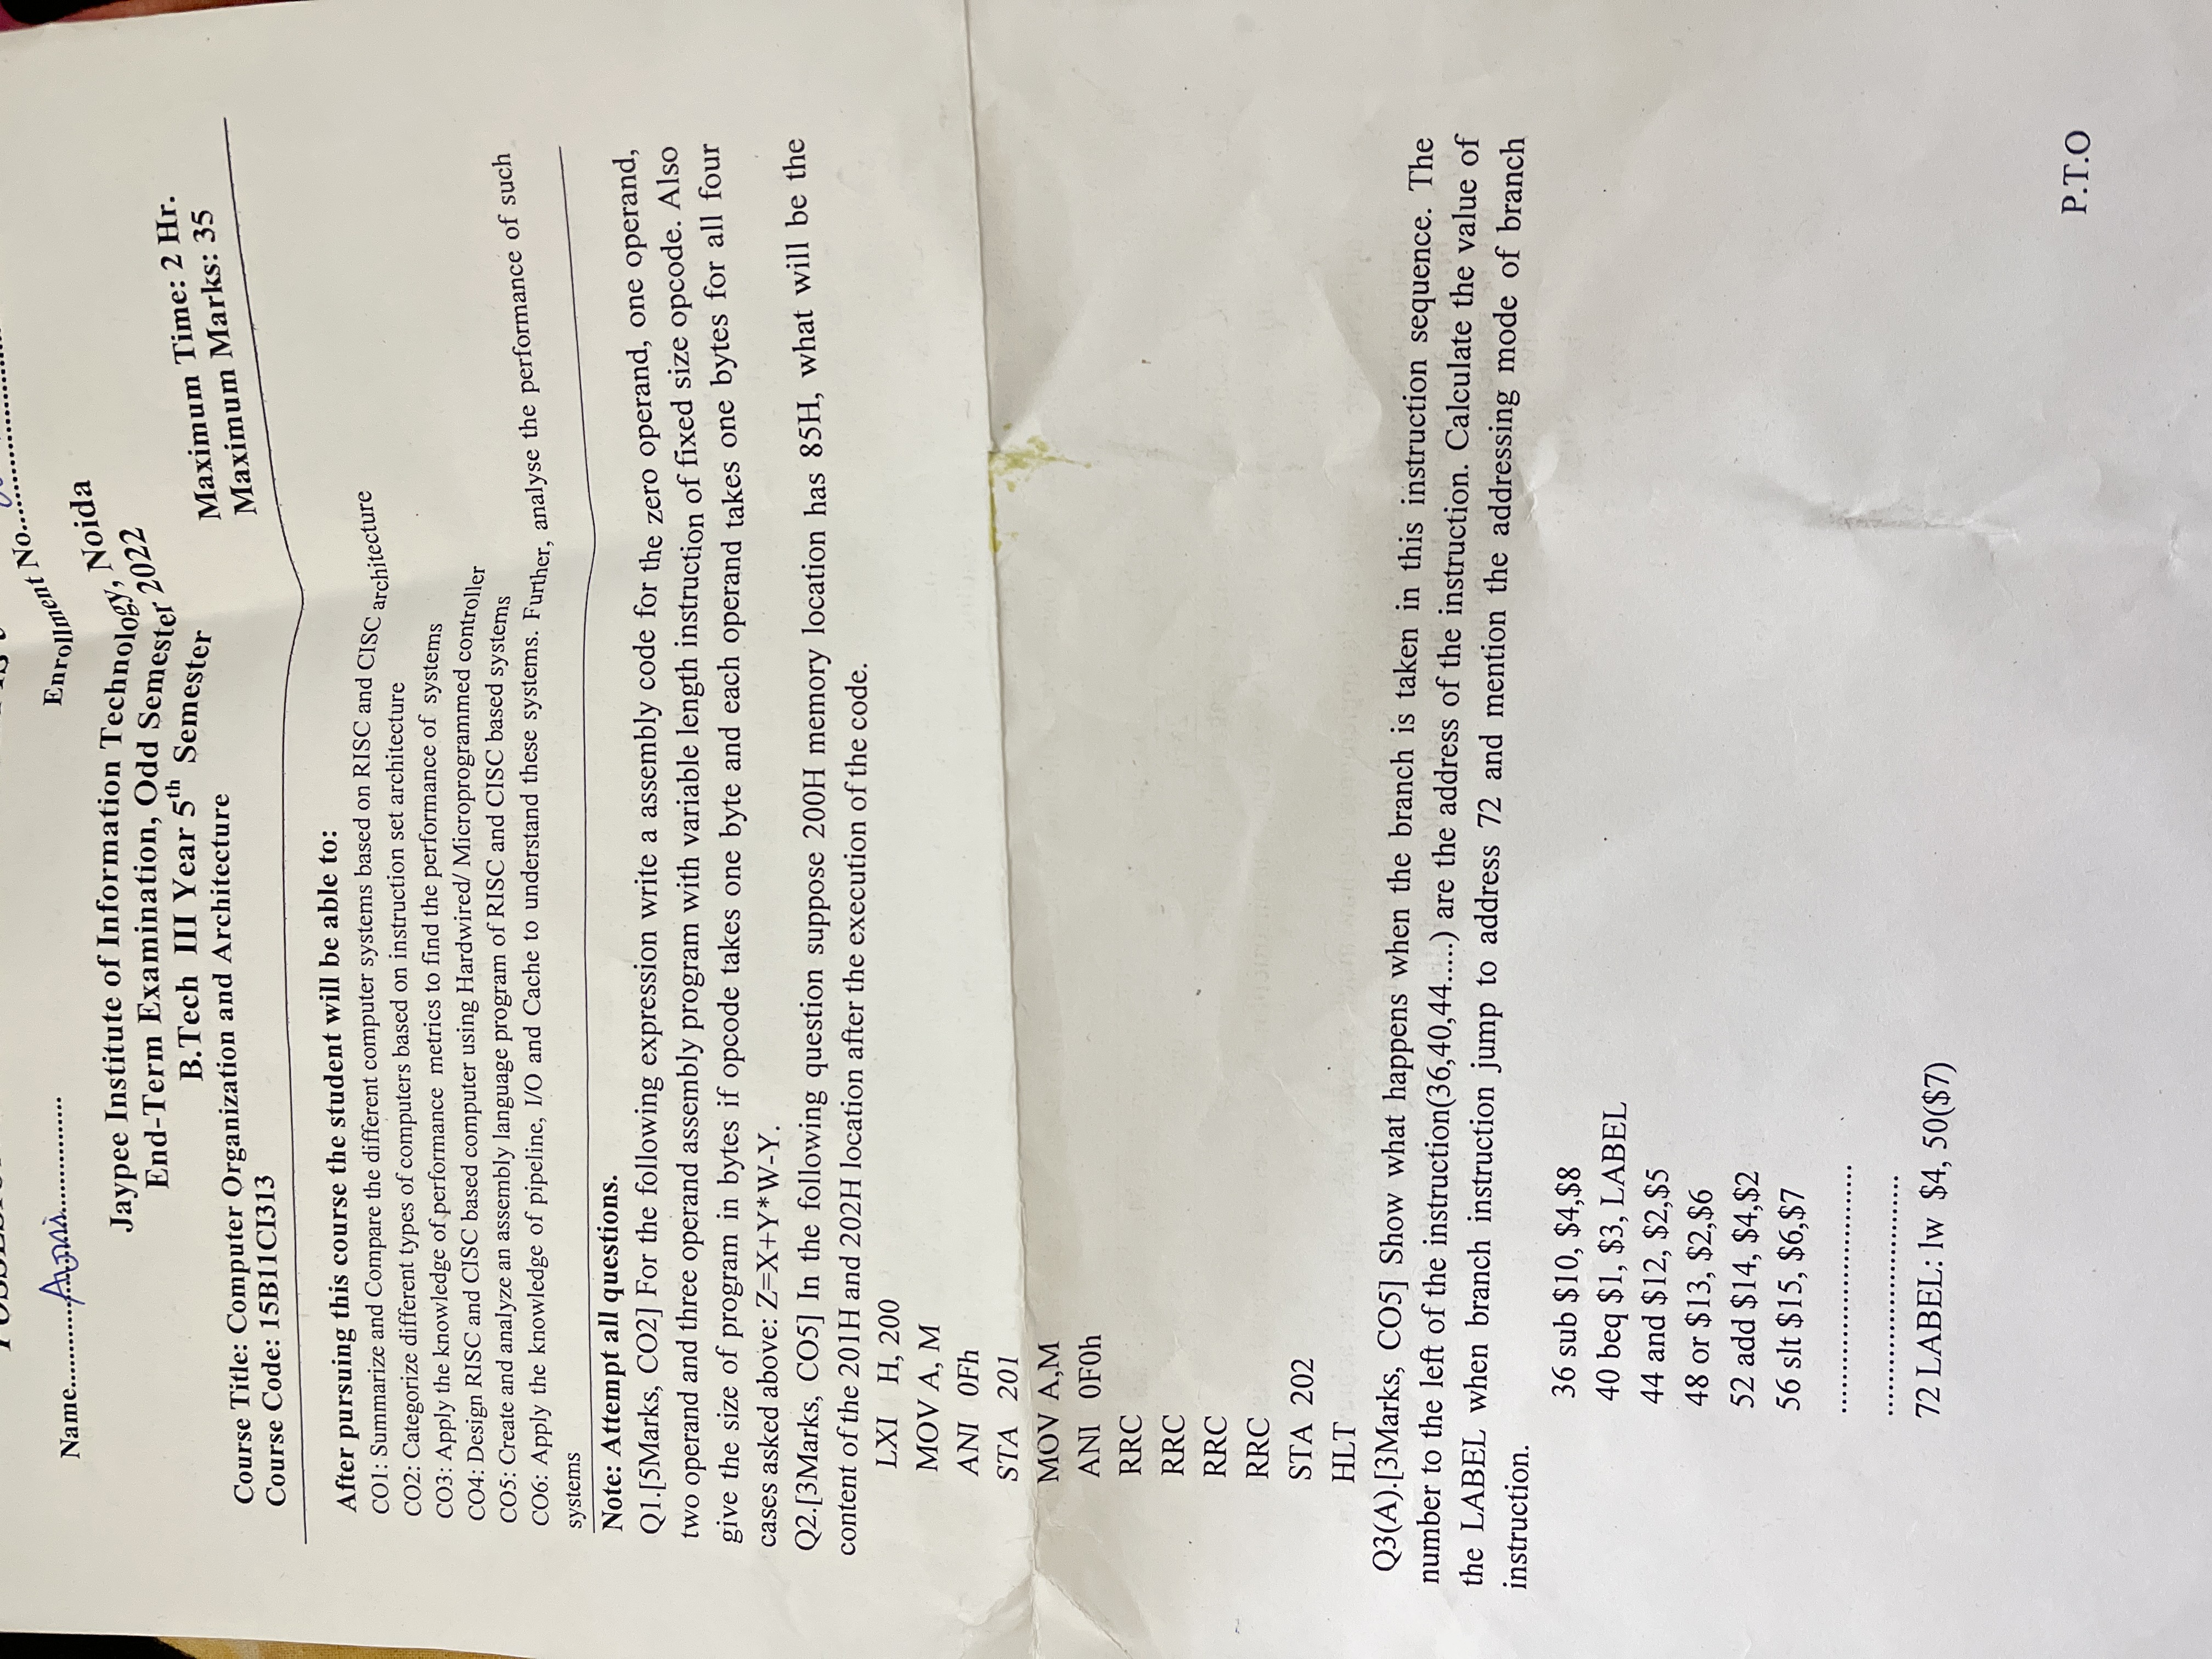 Name..............................................
Enrollment No.
Jaypee Institute of Information Technology, Noida
End-Term Examination, Odd Semester 2022
B.Tech III Year 5th Semester
Maximum Time: 2 Hr.
Course Title: Computer Organization and Architecture
Maximum Marks: 35
Course Code: 15B11CI313
After pursuing this course the student will be able to:
CO1: Summarize and Compare the different computer systems based on RISC and CISC architecture
CO2: Categorize different types of computers based on instruction set architecture
CO3: Apply the knowledge of performance metrics to find the performance of systems
CO4: Design RISC and CISC based computer using Hardwired/ Microprogrammed controller
CO5: Create and analyze an assembly language program of RISC and CISC based systems
CO6: Apply the knowledge of pipeline, I/O and Cache to understand these systems. Further, analyse the performance of such
systems
Note: Attempt all questions.
Q1.[5Marks, CO2] For the following expression write a assembly code for the zero operand, one operand,
two operand and three operand assembly program with variable length instruction of fixed size opcode. Also
give the size of program in bytes if opcode takes one byte and each operand takes one bytes for all four
cases asked above: Z=X+Y*W-Y.
Q2.[3Marks, CO5] In the following question suppose 200H memory location has 85H, what will be the
content of the 201H and 202H location after the execution of the code.
LXI H, 200
MOV A, M
ANI 0Fh
STA 201
MOV A,M
ANI 0F0h
RRC
RRC
RRC
RRC
STA 202
HLT
Q3(A).[3Marks, CO5] Show what happens when the branch is taken in this instruction sequence. The
number to the left of the instruction(36,40,44.....) are the address of the instruction. Calculate the value of
the LABEL when branch instruction jump to address 72 and mention the addressing mode of branch
instruction.
36 sub $10, $4,$8
40 beq $1, $3, LABEL
44 and $12, $2,$5
48 or $13, $2,$6
52 add $14, $4,$2
56 slt $15, $6,$7
..............................
.............................
72 LABEL: lw $4, 50($7)
P.T.O